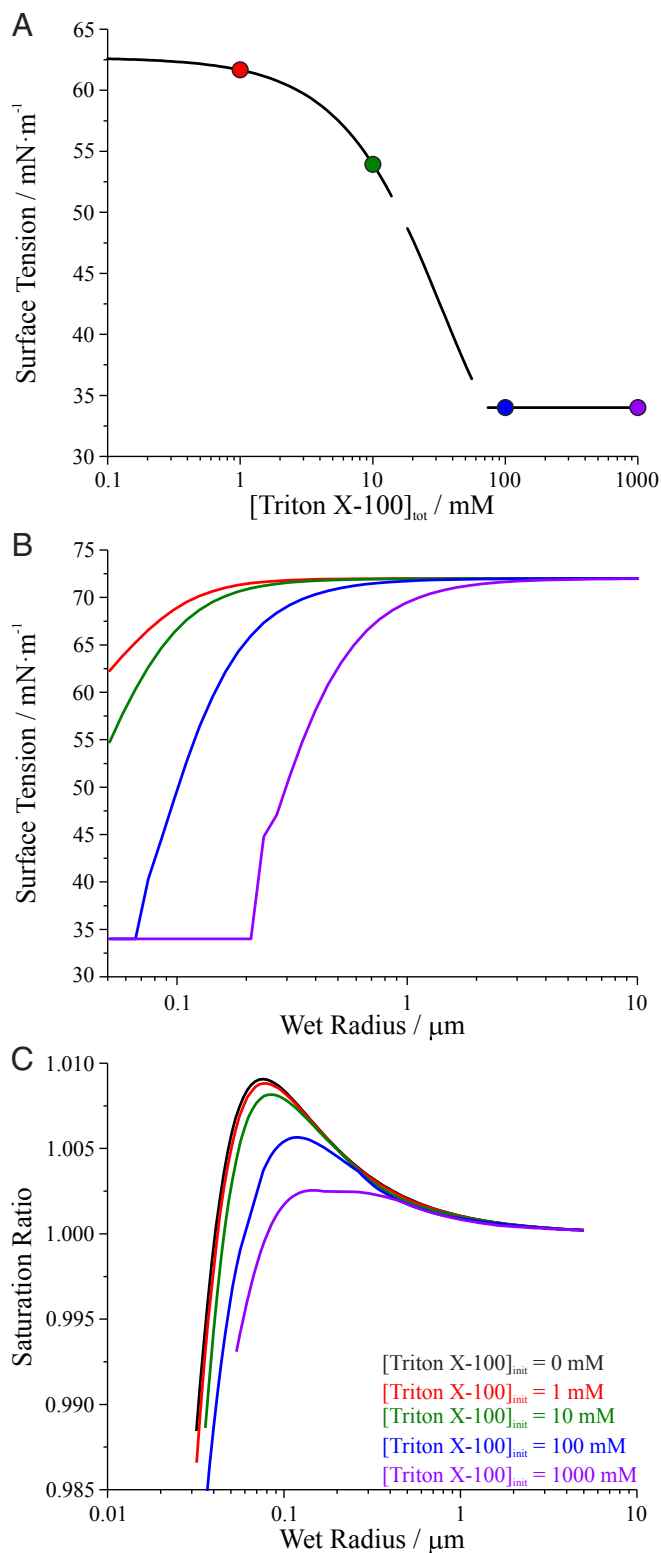 A
65
60
55
50
45
40
35
30
Surface Tension / mN·m⁻¹
0.1 1 10 100 1000
[Triton X-100]tot / mM
B
75
70
65
60
55
50
45
40
35
30
Surface Tension / mN·m⁻¹
0.1 1 10
Wet Radius / μm
C
1.010
1.005
1.000
0.995
0.990
0.985
Saturation Ratio
[Triton X-100]init = 0 mM
[Triton X-100]init = 1 mM
[Triton X-100]init = 10 mM
[Triton X-100]init = 100 mM
[Triton X-100]init = 1000 mM
0.01 0.1 1 10
Wet Radius / μm